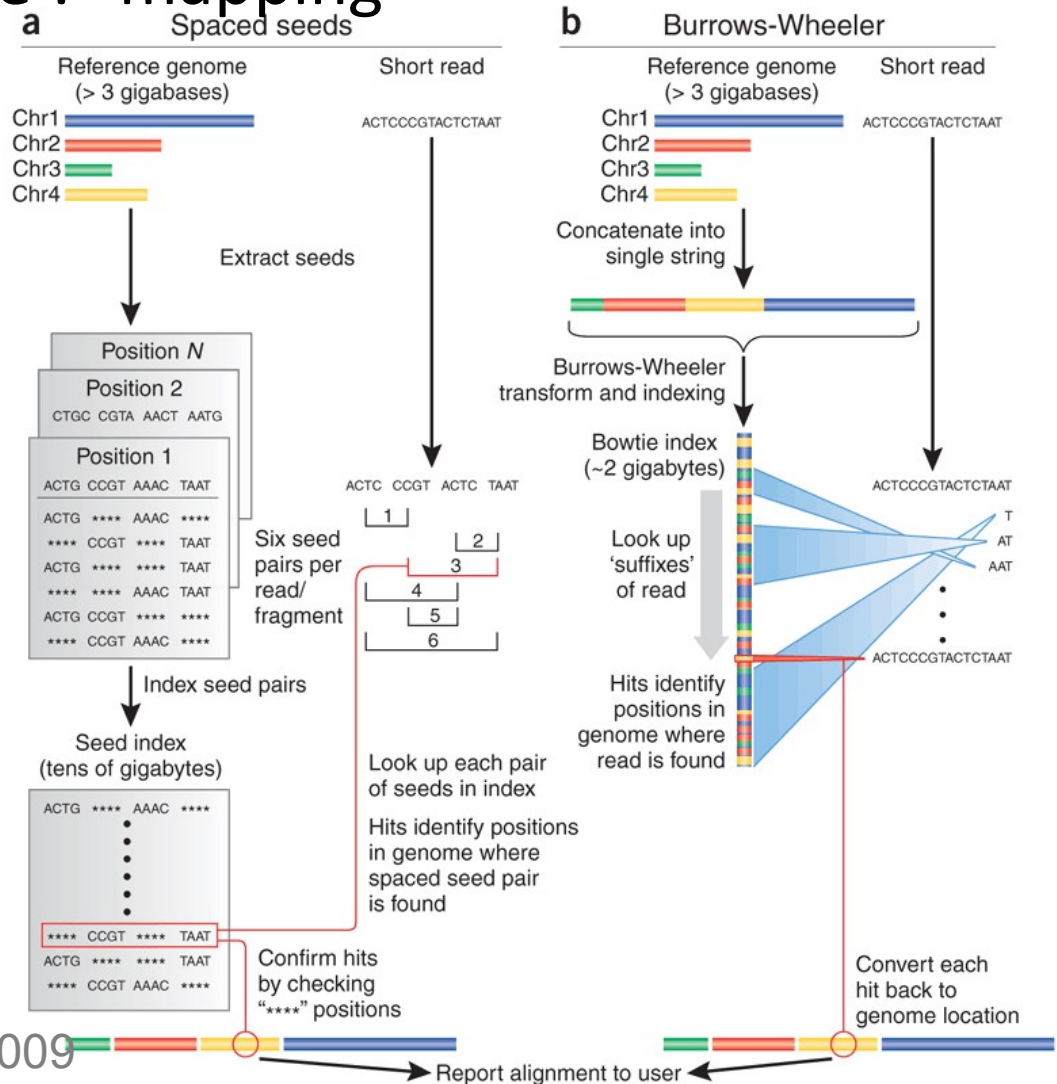 mapping
a Spaced seeds
Reference genome
(> 3 gigabases)
Short read
Chr1
Chr2
Chr3
Chr4
ACTCCCGTACTCTAAT
Extract seeds
Position N
Position 2
CTGC CGTA AACT AATG
Position 1
ACTG CCGT AAAC TAAT
ACTG **** AAAC ****
**** CCGT **** TAAT
ACTG **** **** TAAT
**** **** AAAC TAAT
ACTG CCGT **** ****
**** CCGT AAAC ****
Index seed pairs
Seed index
(tens of gigabytes)
ACTG **** AAAC ****
**** CCGT **** TAAT
ACTG **** **** TAAT
**** CCGT AAAC ****
ACTC CCGT ACTC TAAT
1
2
3
4
5
6
Six seed
pairs per
read/
fragment
Look up each pair
of seeds in index
Hits identify positions
in genome where
spaced seed pair
is found
Confirm hits
by checking
"****" positions
009
b Burrows-Wheeler
Reference genome
(> 3 gigabases)
Short read
Chr1
Chr2
Chr3
Chr4
ACTCCCGTACTCTAAT
Concatenate into
single string
Burrows-Wheeler
transform and indexing
Bowtie index
(~2 gigabytes)
Look up
'suffixes'
of read
ACTCCCGTACTCTAAT
T
AT
AAT
ACTCCCGTACTCTAAT
Hits identify
positions in
genome where
read is found
Convert each
hit back to
genome location
Report alignment to user